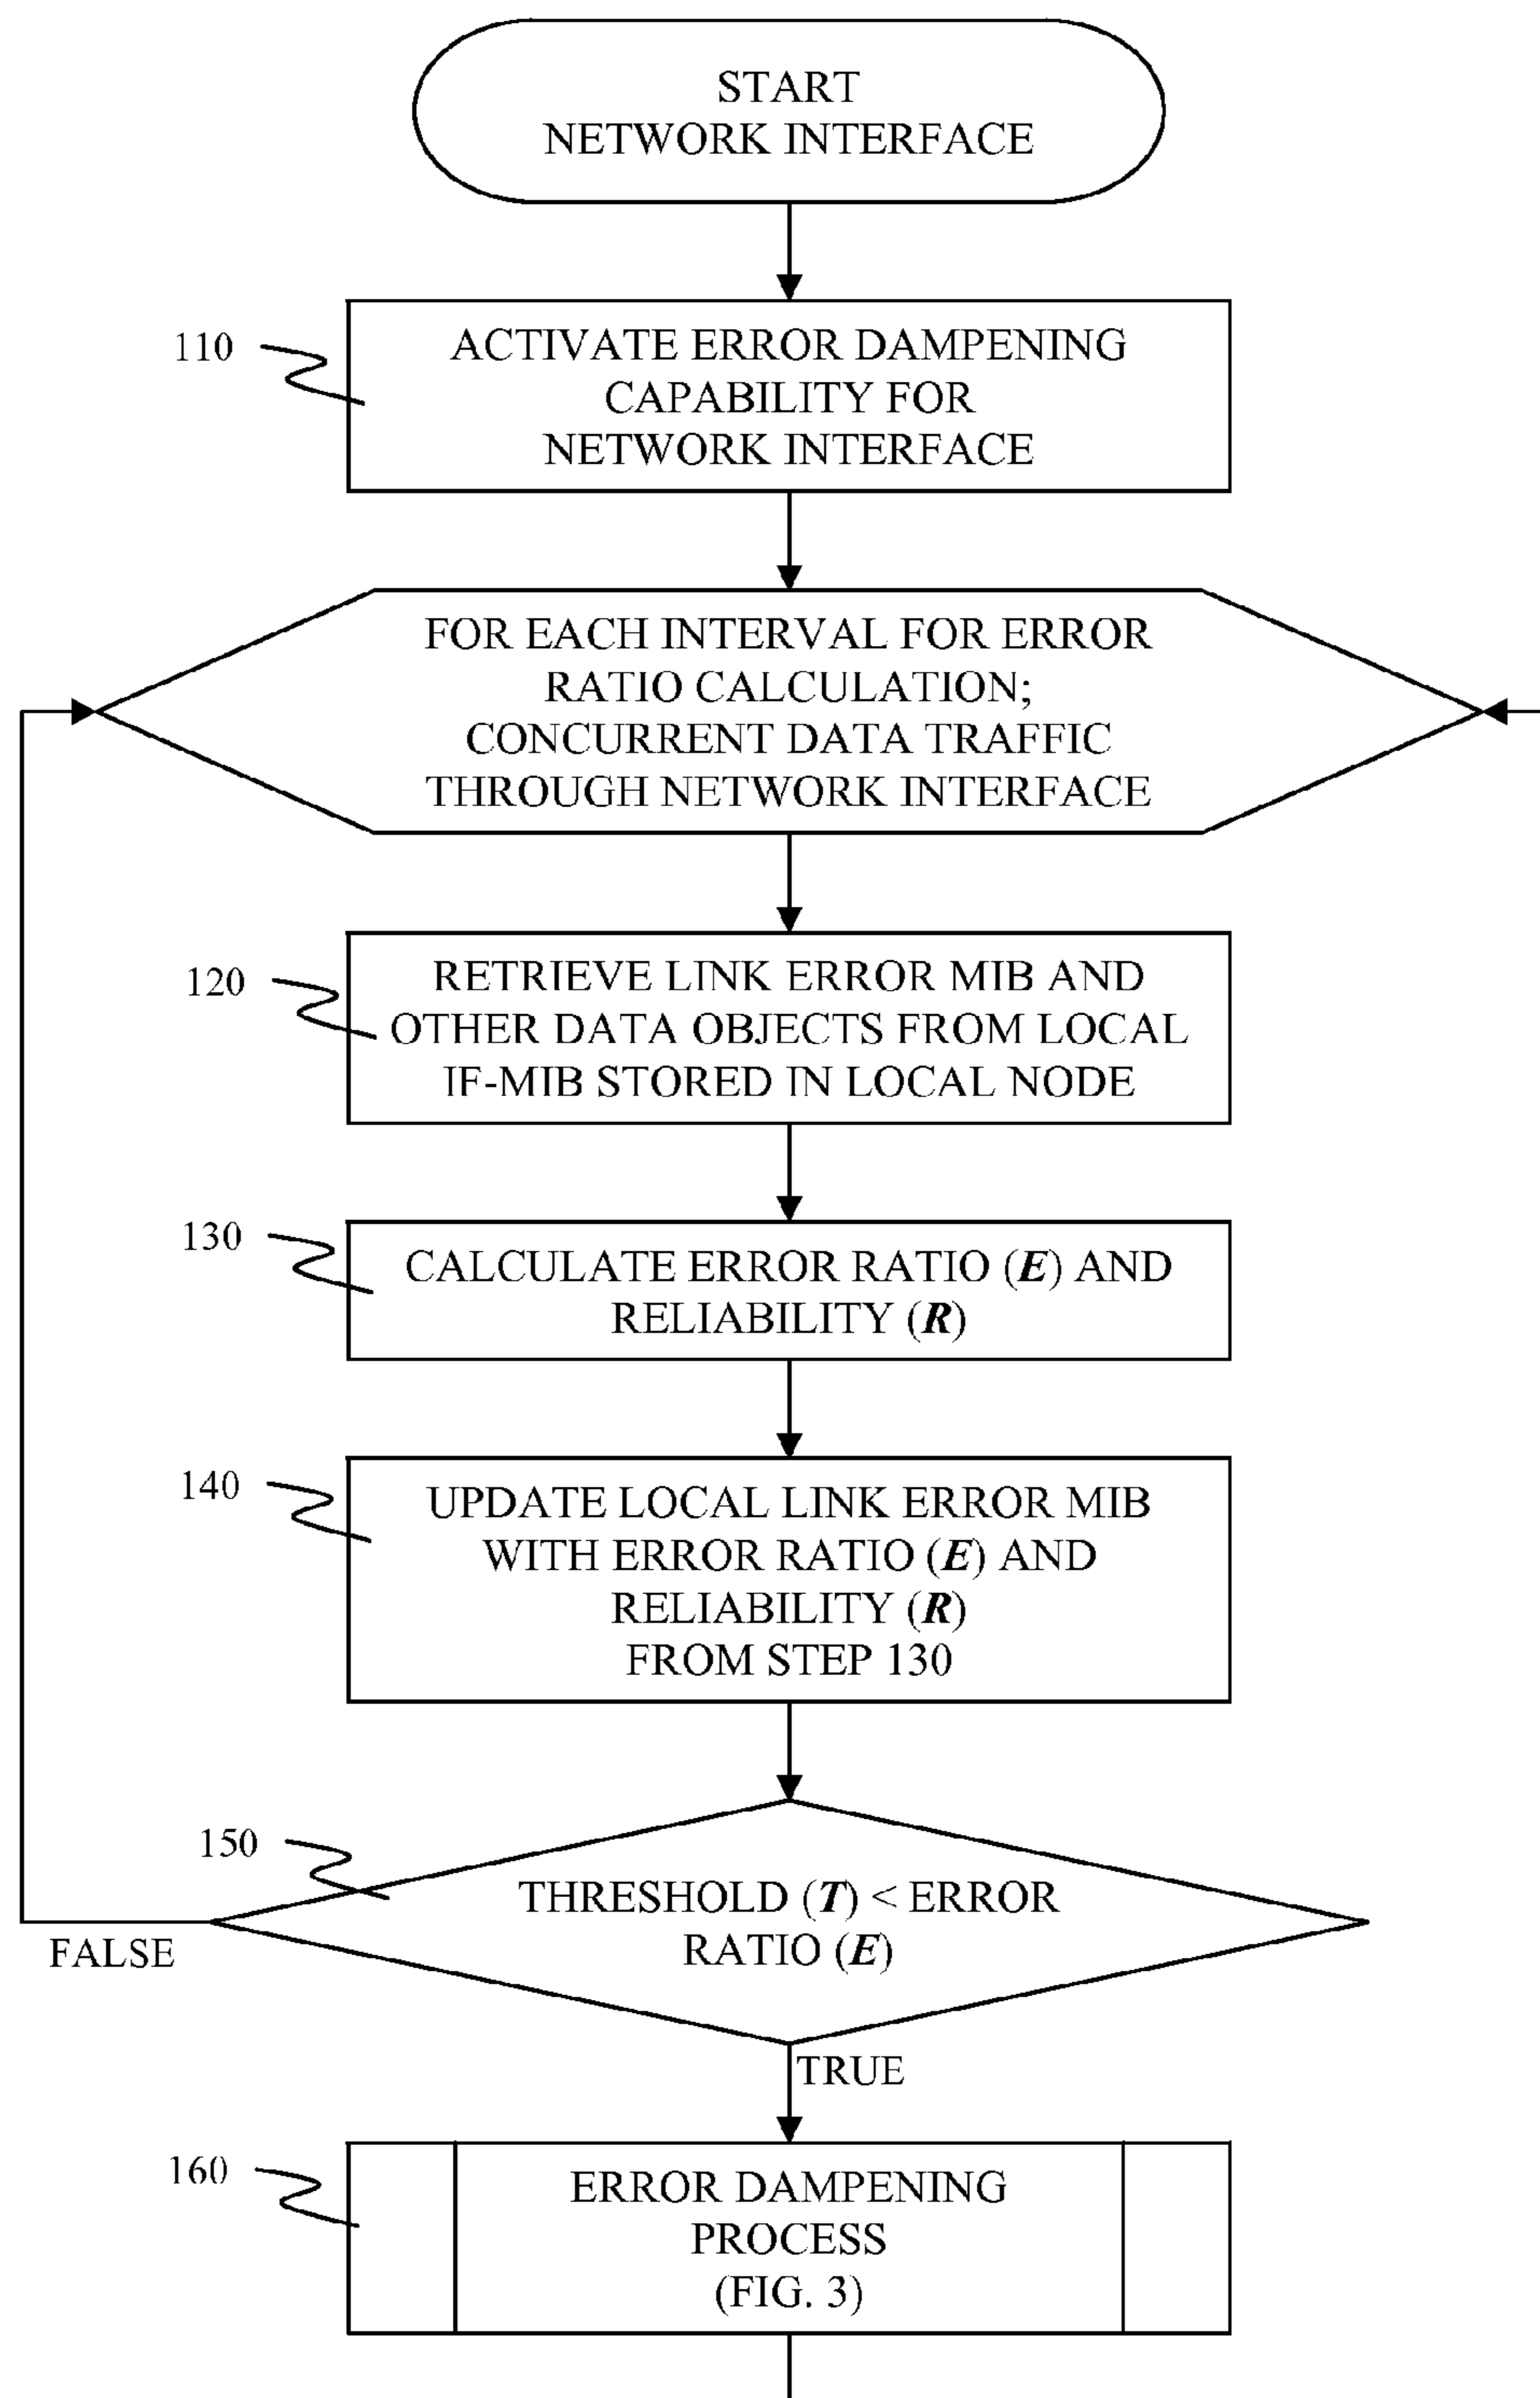 START
NETWORK INTERFACE
110
ACTIVATE ERROR DAMPENING
CAPABILITY FOR
NETWORK INTERFACE
FOR EACH INTERVAL FOR ERROR
RATIO CALCULATION;
CONCURRENT DATA TRAFFIC
THROUGH NETWORK INTERFACE
120
RETRIEVE LINK ERROR MIB AND
OTHER DATA OBJECTS FROM LOCAL
IF-MIB STORED IN LOCAL NODE
130
CALCULATE ERROR RATIO (E) AND
RELIABILITY (R)
140
UPDATE LOCAL LINK ERROR MIB
WITH ERROR RATIO (E) AND
RELIABILITY (R)
FROM STEP 130
150
THRESHOLD (T) < ERROR
RATIO (E)
FALSE
TRUE
160
ERROR DAMPENING
PROCESS
(FIG. 3)